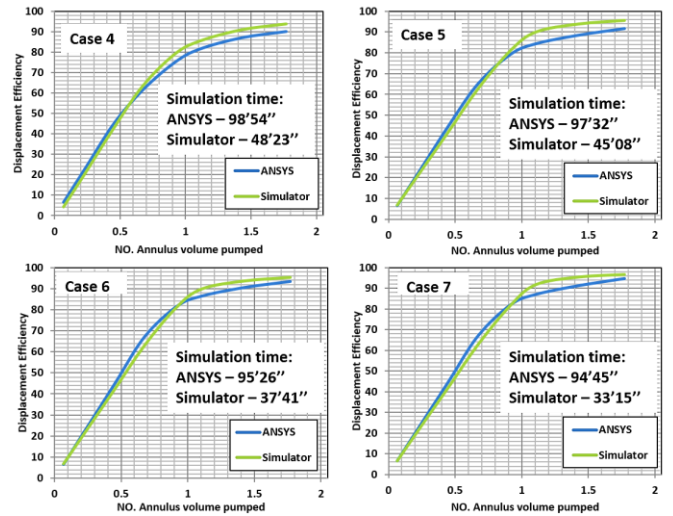 100
90
80
70
60
50
40
30
20
10
0
Displacement Efficiency
Case 4
Simulation time:
ANSYS – 98’54’’
Simulator – 48’23’’
ANSYS
Simulator
0 0.5 1 1.5 2
NO. Annulus volume pumped
100
90
80
70
60
50
40
30
20
10
0
Displacement Efficiency
Case 5
Simulation time:
ANSYS – 97’32’’
Simulator – 45’08’’
ANSYS
Simulator
0 0.5 1 1.5 2
NO. Annulus volume pumped
100
90
80
70
60
50
40
30
20
10
0
Displacement Efficiency
Case 6
Simulation time:
ANSYS – 95’26’’
Simulator – 37’41’’
ANSYS
Simulator
0 0.5 1 1.5 2
NO. Annulus volume pumped
100
90
80
70
60
50
40
30
20
10
0
Displacement Efficiency
Case 7
Simulation time:
ANSYS – 94’45’’
Simulator – 33’15’’
ANSYS
Simulator
0 0.5 1 1.5 2
NO. Annulus volume pumped